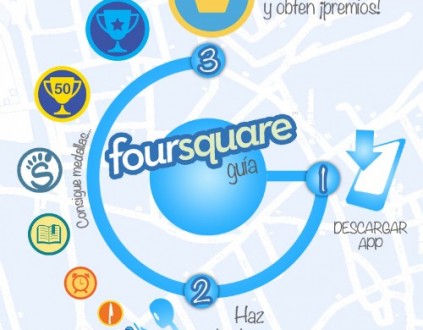 y obten ¡premios!
3
50
Consigue medallas
foursquare
guía
1
DESCARGAR
APP
2
Haz